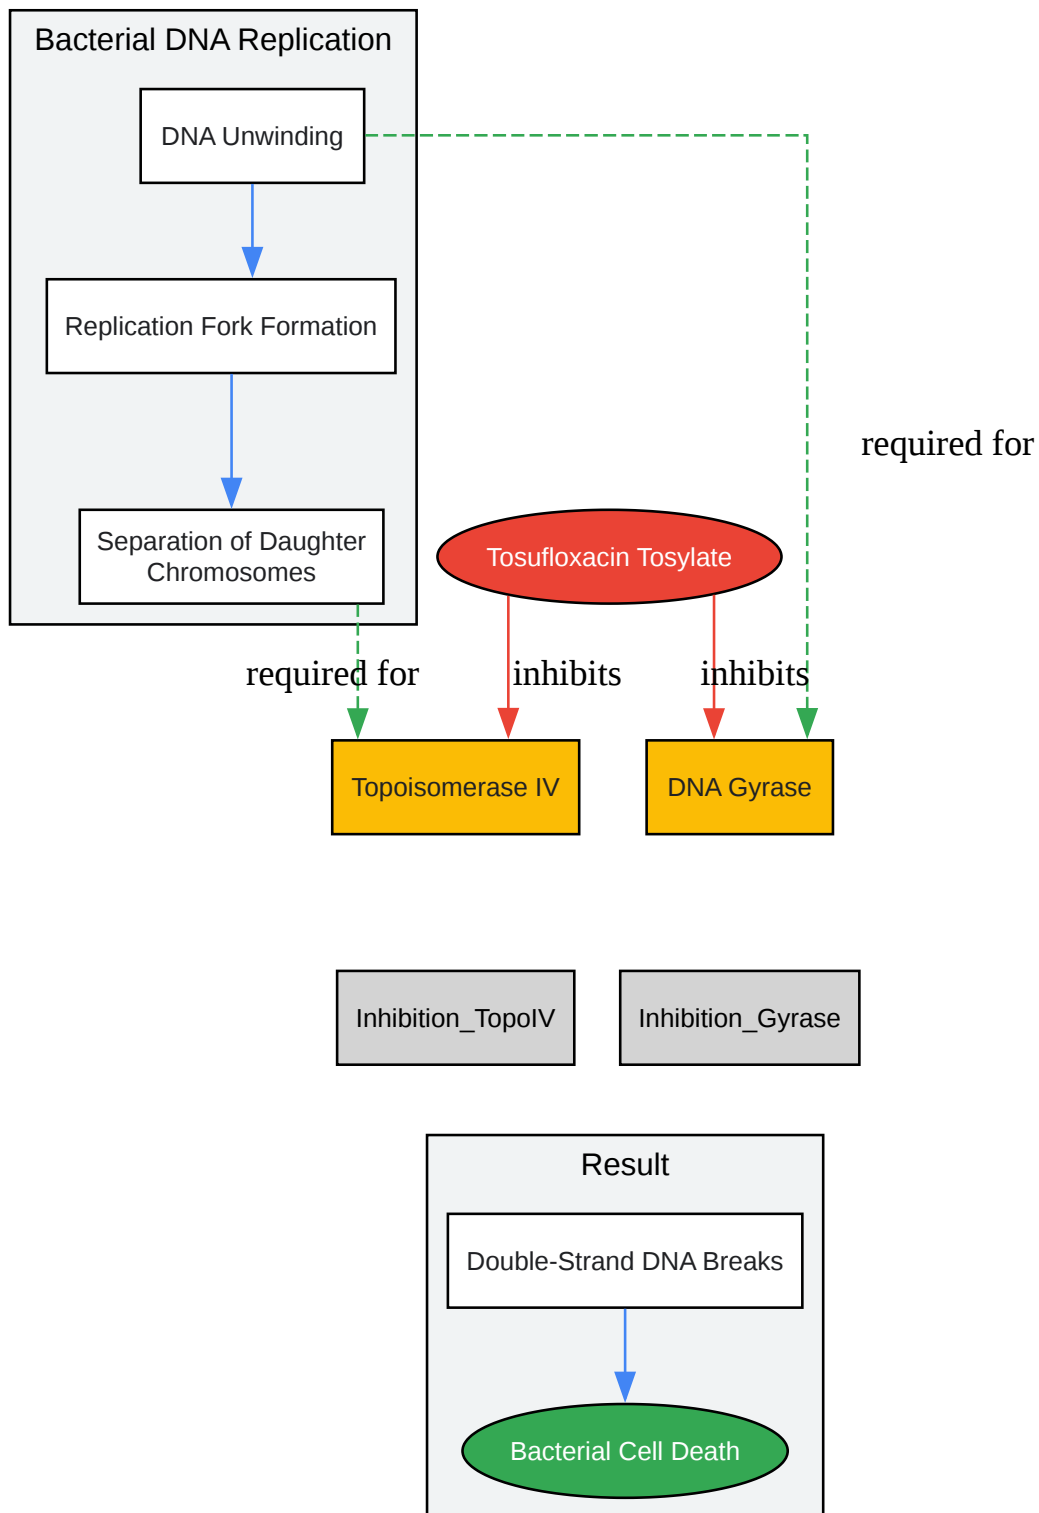 Bacterial DNA Replication
DNA Unwinding
Replication Fork Formation
required for
Separation of Daughter
Chromosomes
Tosufloxacin Tosylate
required for
inhibits
inhibits
Topoisomerase IV
DNA Gyrase
Inhibition_TopoIV
Inhibition_Gyrase
Result
Double-Strand DNA Breaks
Bacterial Cell Death